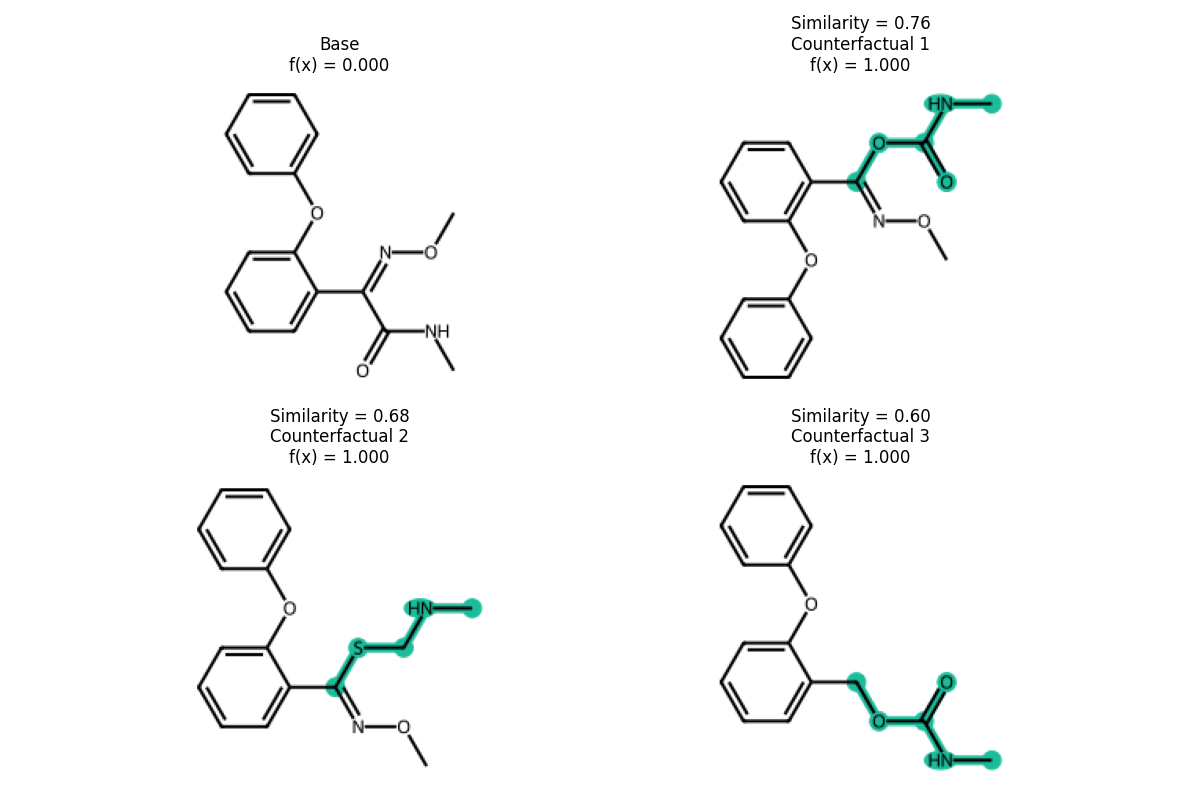 Base
f(x) = 0.000
O
N
O
O
NH
Similarity = 0.76
Counterfactual 1
f(x) = 1.000
HN
O
O
N
O
O
Similarity = 0.68
Counterfactual 2
f(x) = 1.000
O
HN
S
N
O
Similarity = 0.60
Counterfactual 3
f(x) = 1.000
O
O
O
HN